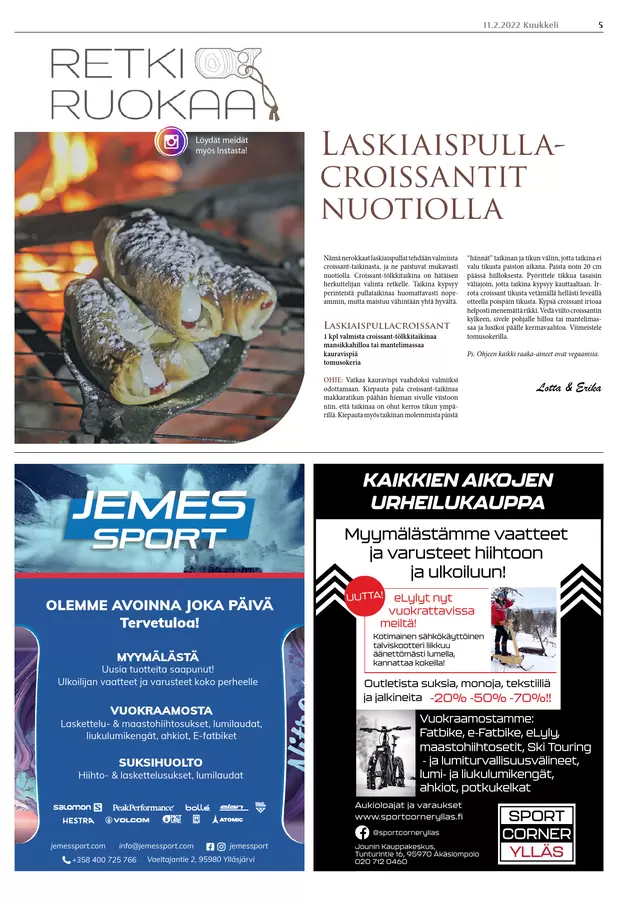 11.2.2022 Kuukkeli 5
RETKI
RUOKAA
Löydät meidät
myös Instasta!
LASKIAISPULLA-
CROISSANTIT
NUOTIOLLA
Nämä nerokkaat laskiaispullat tehdään valmiista
croissant-taikinasta, ja ne paistuvat mukavasti
nuotiolla. Croissant-tölkkitaikina on hätäisen
herkuttelijan valinta retkelle. Taikina kypsyy
perinteistä pullataikinaa huomattavasti nope-
ammin, mutta maistuu vähintään yhtä hyvältä.
LASKIAISPULLACROISSANT
1 kpl valmista croissant-tölkkitaikinaa
mansikkahilloa tai mantelimassaa
kauravispiä
tomusokeria
OHJE: Vatkaa kauravispi vaahdoksi valmiiksi
odottamaan. Kiepauta pala croissant-taikinaa
makkaratikun päähän hieman sivulle viistoon
niin, että taikinaa on ohut kerros tikun ympä-
rillä. Kiepauta myös taikinan molemmista päistä
"hännät" taikinan ja tikun väliin, jotta taikina ei
valu tikusta paiston aikana. Paista noin 20 cm
päässä hiilloksesta. Pyörittele tikkua tasaisin
väliajoin, jotta taikina kypsyy kauttaaltaan. Ir-
rota croissant tikusta vetämällä hellästi leveällä
otteella poispäin tikusta. Kypsä croissant irtoaa
helposti menemättä rikki. Vedä viilto croissantin
kylkeen, sivele pohjalle hilloa tai mantelimas-
saa ja lusikoi päälle kermavaahtoa. Viimeistele
tomusokerilla.
Ps. Ohjeen kaikki raaka-aineet ovat vegaanisia.
Lotta & Erika
JEMES
SPORT
OLEMME AVOINNA JOKA PÄIVÄ
Tervetuloa!
MYYMÄLÄSTÄ
Uusia tuotteita saapunut!
Ulkoilijan vaatteet ja varusteet koko perheelle
VUOKRAAMOSTA
Laskettelu- & maastohiihtosukset, lumilaudat,
liukulumikengät, ahkiot, E-fatbiket
SUKSIHUOLTO
Hiihto- & laskettelusukset, lumilaudat
salomon PeakPerformance bollé elan
HESTRA VOLCOM ATOMIC
jemessport.com info@jemessport.com jemessport
+358 400 725 766 Vaeltajantie 2, 95980 Ylläsjärvi
KAIKKIEN AIKOJEN
URHEILUKAUPPA
Myymälästämme vaatteet
ja varusteet hiihtoon
ja ulkoiluun!
UUTTA!
eLylyt nyt
vuokrattavissa
meiltä!
Kotimainen sähkökäyttöinen
talviskootteri liikkuu
äänettömästi lumella,
kannattaa kokeilla!
Outletista suksia, monoja, tekstiiliä
ja jalkineita -20% -50% -70%!!
Vuokraamostamme:
Fatbike, e-Fatbike, eLyly,
maastohiihtosetit, Ski Touring
- ja lumiturvallisuusvälineet,
lumi- ja liukulumikengät,
ahkiot, potkukelkat
Aukioloajat ja varaukset
www.sportcorneryllas.fi
@sportcorneryllas
Jounin Kauppakeskus,
Tunturintie 16, 95970 Äkäslompolo
020 712 0460
SPORT
CORNER
YLLÄS